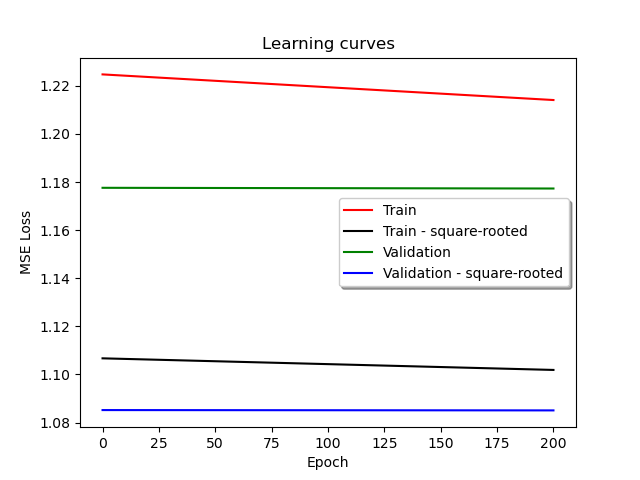 Learning curves
MSE Loss
1.22
1.20
1.18
1.16
1.14
1.12
1.10
1.08
Train
Train - square-rooted
Validation
Validation - square-rooted
0 25 50 75 100 125 150 175 200
Epoch